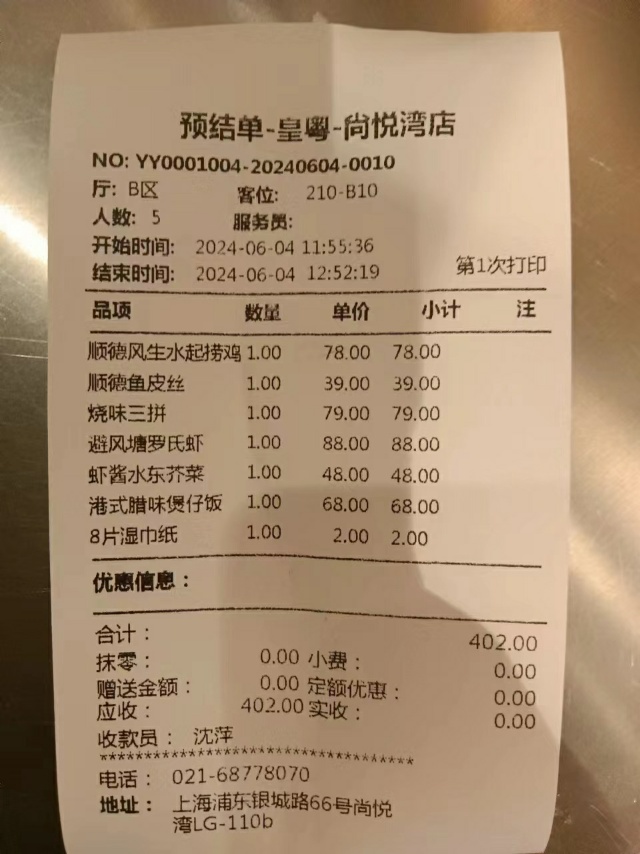 预结单-皇粤-尚悦湾店
NO: YY0001004-20240604-0010
厅: B区 客位: 210-B10
人数: 5 服务员:
开始时间: 2024-06-04 11:55:36
结束时间: 2024-06-04 12:52:19 第1次打印
品项 数量 单价 小计 注
顺德风生水起捞鸡 1.00 78.00 78.00
顺德鱼皮丝 1.00 39.00 39.00
烧味三拼 1.00 79.00 79.00
避风塘罗氏虾 1.00 88.00 88.00
虾酱水东芥菜 1.00 48.00 48.00
港式腊味煲仔饭 1.00 68.00 68.00
8片湿巾纸 1.00 2.00 2.00
优惠信息：
合计： 402.00
抹零： 0.00 小费： 0.00
赠送金额： 0.00 定额优惠： 0.00
应收： 402.00 实收： 0.00
收款员： 沈萍
****************************************
电话： 021-68778070
地址： 上海浦东银城路66号尚悦
湾LG-110b